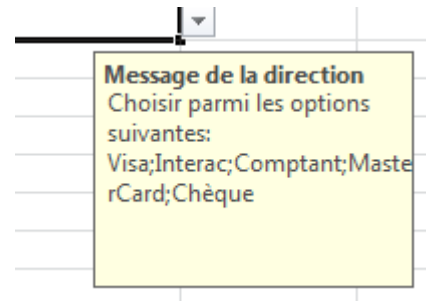 Message de la direction
Choisir parmi les options
suivantes:
Visa;Interac;Comptant;Maste
rCard;Chèque